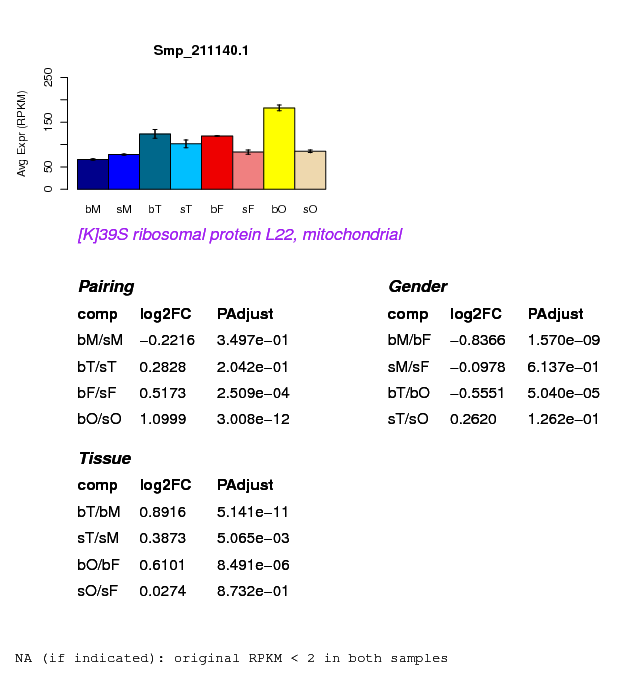 Smp_211140.1
Avg Expr (RPKM)
0 50 150 250
bM sM bT sT bF sF bO sO
[K]39S ribosomal protein L22, mitochondrial
Pairing
comp log2FC PAdjust
bM/sM −0.2216 3.497e−01
bT/sT 0.2828 2.042e−01
bF/sF 0.5173 2.509e−04
bO/sO 1.0999 3.008e−12
Gender
comp log2FC PAdjust
bM/bF −0.8366 1.570e−09
sM/sF −0.0978 6.137e−01
bT/bO −0.5551 5.040e−05
sT/sO 0.2620 1.262e−01
Tissue
comp log2FC PAdjust
bT/bM 0.8916 5.141e−11
sT/sM 0.3873 5.065e−03
bO/bF 0.6101 8.491e−06
sO/sF 0.0274 8.732e−01
NA (if indicated): original RPKM < 2 in both samples